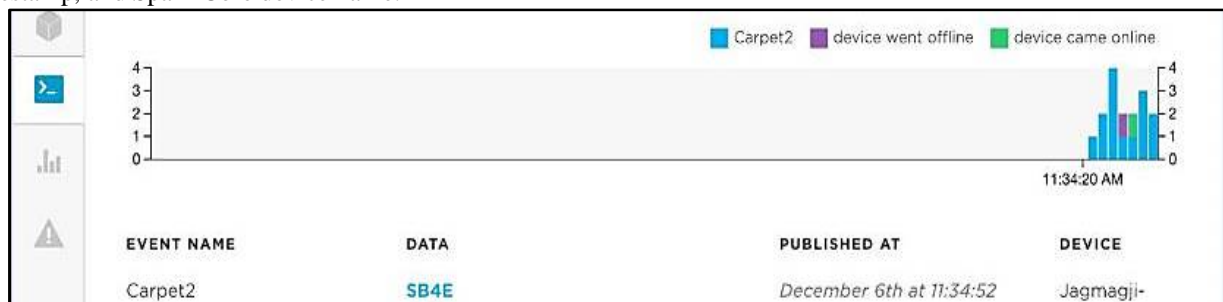 Carpet2 device went offline device came online
4 4
3 3
2 2
1 1
0 0
11:34:20 AM
EVENT NAME DATA PUBLISHED AT DEVICE
Carpet2 SB4E December 6th at 11:34:52 Jagmagji-